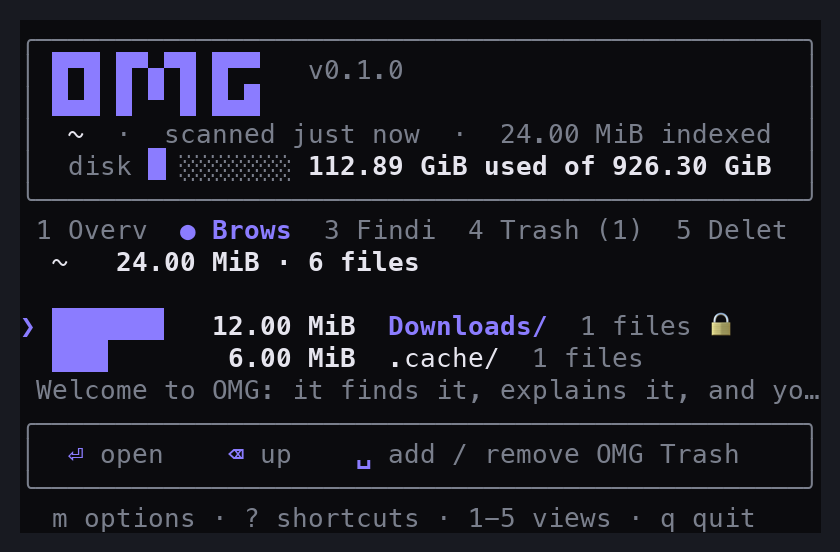 OMG v0.1.0
~ · scanned just now · 24.00 MiB indexed
disk 112.89 GiB used of 926.30 GiB
1 Overv ● Brows 3 Findi 4 Trash (1) 5 Delet
~ 24.00 MiB · 6 files
❯ 12.00 MiB Downloads/ 1 files 🔒
6.00 MiB .cache/ 1 files
Welcome to OMG: it finds it, explains it, and yo…
⏎ open ⌫ up ␣ add / remove OMG Trash
m options · ? shortcuts · 1–5 views · q quit